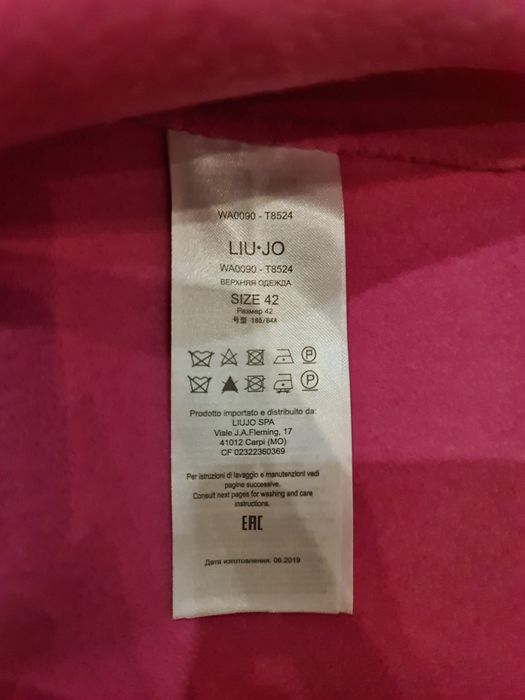 WA0090 - T8524
LIU•JO
WA0090 - T8524
ВЕРХНЯЯ ОДЕЖДА
SIZE 42
Размер 42
号型 160/84A
P
P
Prodotto importato e distribuito da:
LIUJO SPA
Viale J.A.Fleming, 17
41012 Carpi (MO)
CF 02322360369
Per istruzioni di lavaggio e manutenzioni vedi
pagine successive.
Consult next pages for washing and care
instructions.
EAC
Дата изготовления. 06.2019